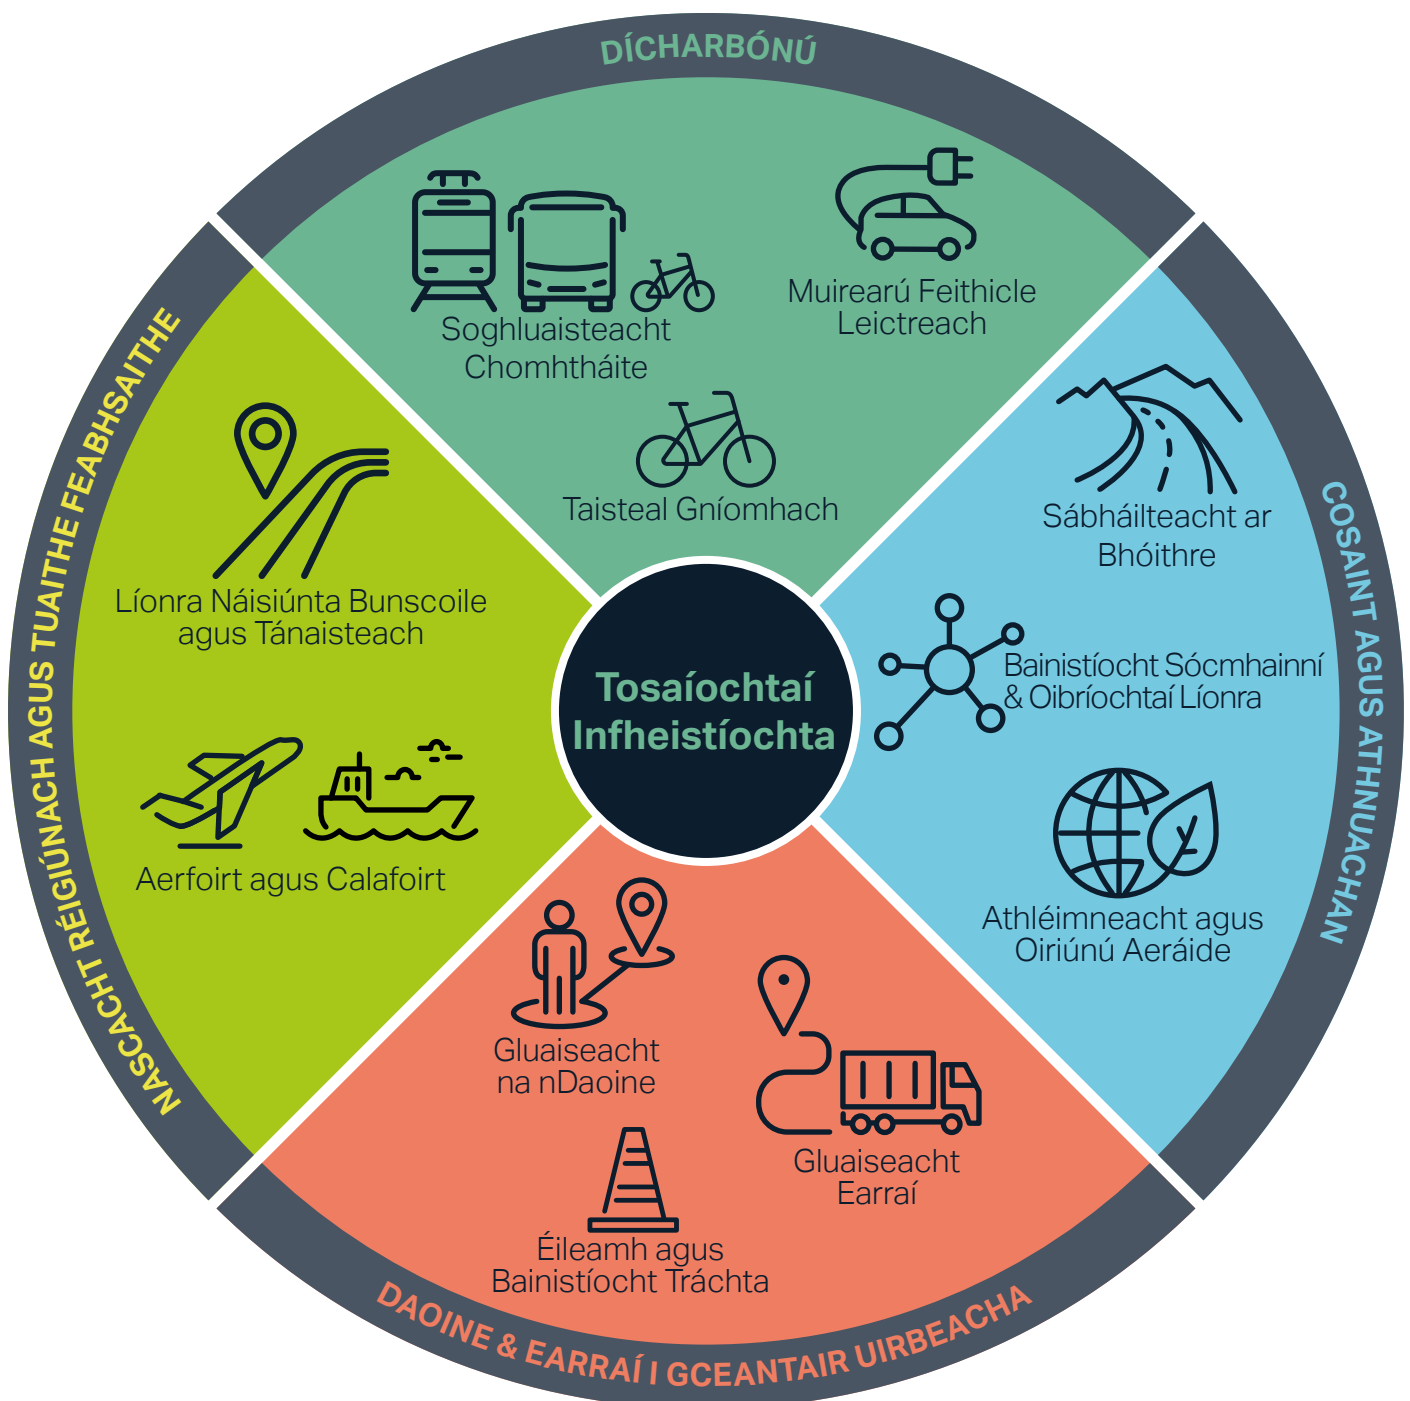 DÍCHARBÓNÚ
Soghluaisteacht
Chomhtháite
Muirearú Feithicle
Leictreach
Taisteal Gníomhach
COSAINT AGUS ATHNUACHAN
Sábháilteacht ar
Bhóithre
Bainistíocht Sócmhainní
& Oibríochtaí Líonra
Athléimneacht agus
Oiriúnú Aeráide
DAOINE & EARRAÍ I GCEANTAIR UIRBEACHA
Gluaiseacht
na nDaoine
Gluaiseacht
Earraí
Éileamh agus
Bainistíocht Tráchta
NASCACHT RÉIGIÚNACH AGUS TUAITHE FEABHSAITHE
Líonra Náisiúnta Bunscoile
agus Tánaisteach
Aerfoirt agus Calafoirt
Tosaíochtaí
Infheistíochta